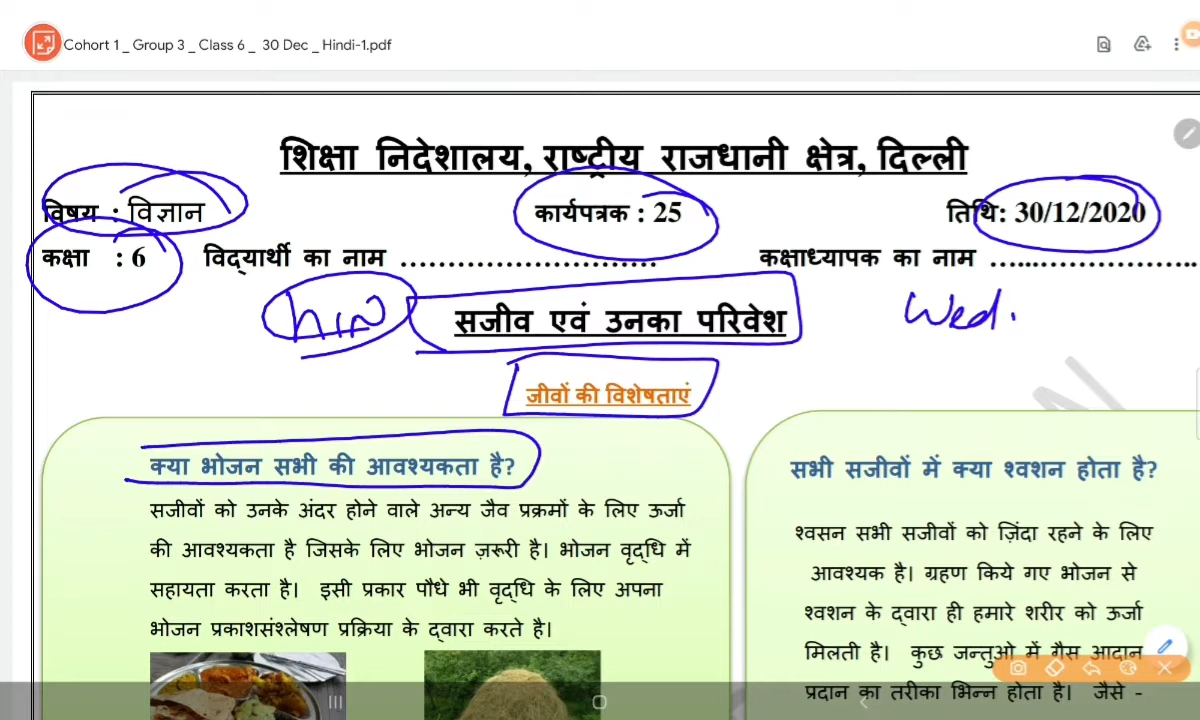 Cohort 1 _ Group 3 _ Class 6 _ 30 Dec _ Hindi-1.pdf
शिक्षा निदेशालय, राष्ट्रीय राजधानी क्षेत्र, दिल्ली
विषय : विज्ञान कार्यपत्रक : 25 तिथि: 30/12/2020
कक्षा : 6 विद्यार्थी का नाम ........................... कक्षाध्यापक का नाम ........................
सजीव एवं उनका परिवेश
Wed.
जीवों की विशेषताएं
क्या भोजन सभी की आवश्यकता है?
सजीवों को उनके अंदर होने वाले अन्य जैव प्रक्रमों के लिए ऊर्जा
की आवश्यकता है जिसके लिए भोजन ज़रूरी है। भोजन वृद्धि में
सहायता करता है। इसी प्रकार पौधे भी वृद्धि के लिए अपना
भोजन प्रकाशसंश्लेषण प्रक्रिया के द्वारा करते है।
सभी सजीवों में क्या श्वशन होता है?
श्वसन सभी सजीवों को ज़िंदा रहने के लिए
आवश्यक है। ग्रहण किये गए भोजन से
श्वशन के द्वारा ही हमारे शरीर को ऊर्जा
मिलती है। कुछ जन्तुओ में गैस आदान
प्रदान का तरीका भिन्न होता है। जैसे -